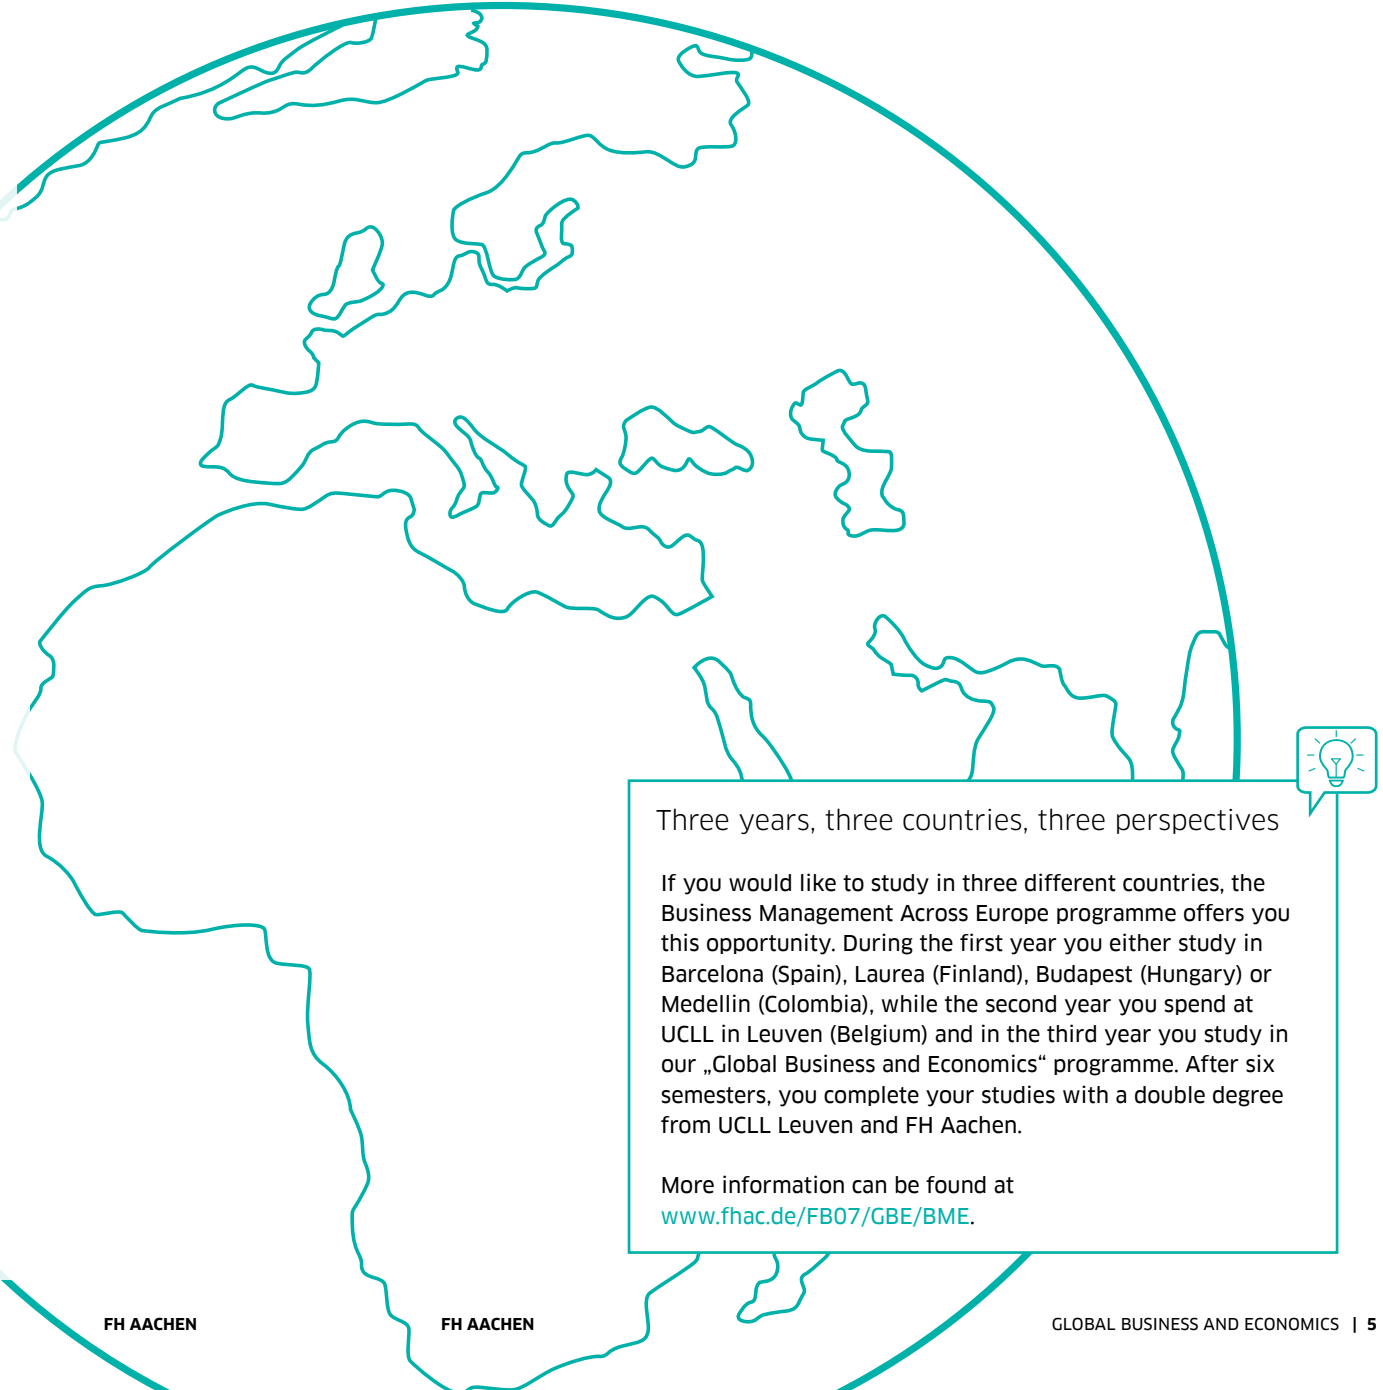 Three years, three countries, three perspectives
If you would like to study in three different countries, the
Business Management Across Europe programme offers you
this opportunity. During the first year you either study in
Barcelona (Spain), Laurea (Finland), Budapest (Hungary) or
Medellin (Colombia), while the second year you spend at
UCLL in Leuven (Belgium) and in the third year you study in
our „Global Business and Economics“ programme. After six
semesters, you complete your studies with a double degree
from UCLL Leuven and FH Aachen.
More information can be found at
www.fhac.de/FB07/GBE/BME.
FH AACHEN
FH AACHEN
GLOBAL BUSINESS AND ECONOMICS | 5